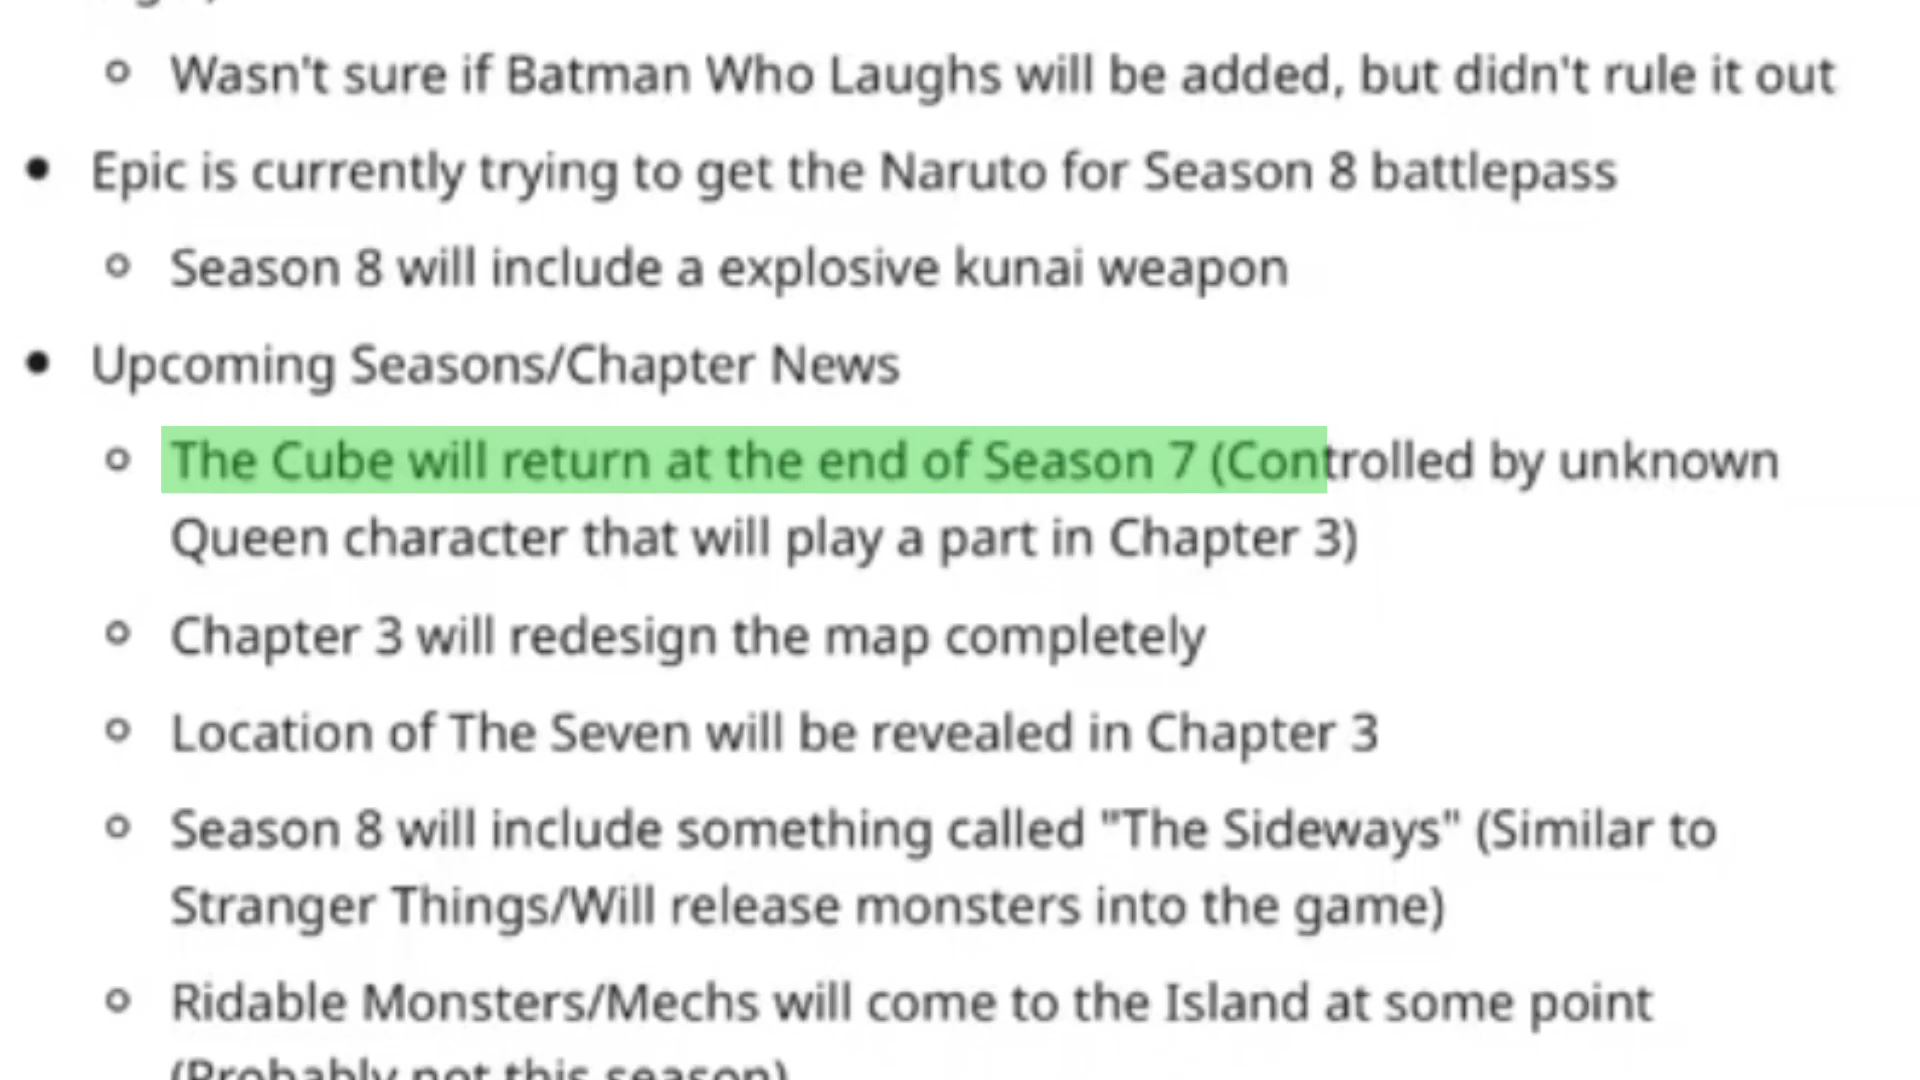 Wasn't sure if Batman Who Laughs will be added, but didn't rule it out
Epic is currently trying to get the Naruto for Season 8 battlepass
Season 8 will include a explosive kunai weapon
Upcoming Seasons/Chapter News
The Cube will return at the end of Season 7 (Controlled by unknown
Queen character that will play a part in Chapter 3)
Chapter 3 will redesign the map completely
Location of The Seven will be revealed in Chapter 3
Season 8 will include something called "The Sideways" (Similar to
Stranger Things/Will release monsters into the game)
Ridable Monsters/Mechs will come to the Island at some point
(Probably not this season)